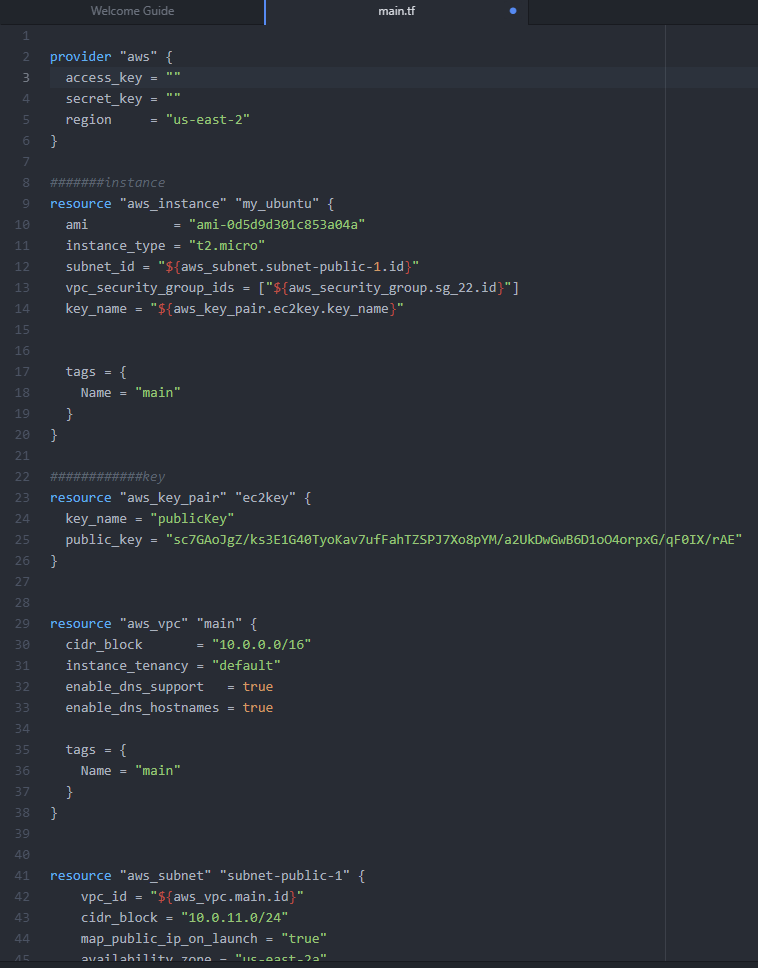 Welcome Guide
main.tf
1
2 provider "aws" {
3 access_key = ""
4 secret_key = ""
5 region = "us-east-2"
6 }
7
8 #######instance
9 resource "aws_instance" "my_ubuntu" {
10 ami = "ami-0d5d9d301c853a04a"
11 instance_type = "t2.micro"
12 subnet_id = "${aws_subnet.subnet-public-1.id}"
13 vpc_security_group_ids = ["${aws_security_group.sg_22.id}"]
14 key_name = "${aws_key_pair.ec2key.key_name}"
15
16
17 tags = {
18 Name = "main"
19 }
20 }
21
22 ############key
23 resource "aws_key_pair" "ec2key" {
24 key_name = "publicKey"
25 public_key = "sc7GAoJgZ/ks3E1G40TyoKav7ufFahTZSPJ7Xo8pYM/a2UkDwGwB6D1oO4orpxG/qF0IX/rAE"
26 }
27
28
29 resource "aws_vpc" "main" {
30 cidr_block = "10.0.0.0/16"
31 instance_tenancy = "default"
32 enable_dns_support = true
33 enable_dns_hostnames = true
34
35 tags = {
36 Name = "main"
37 }
38 }
39
40
41 resource "aws_subnet" "subnet-public-1" {
42 vpc_id = "${aws_vpc.main.id}"
43 cidr_block = "10.0.11.0/24"
44 map_public_ip_on_launch = "true"
45 availability_zone = "us-east-2a"